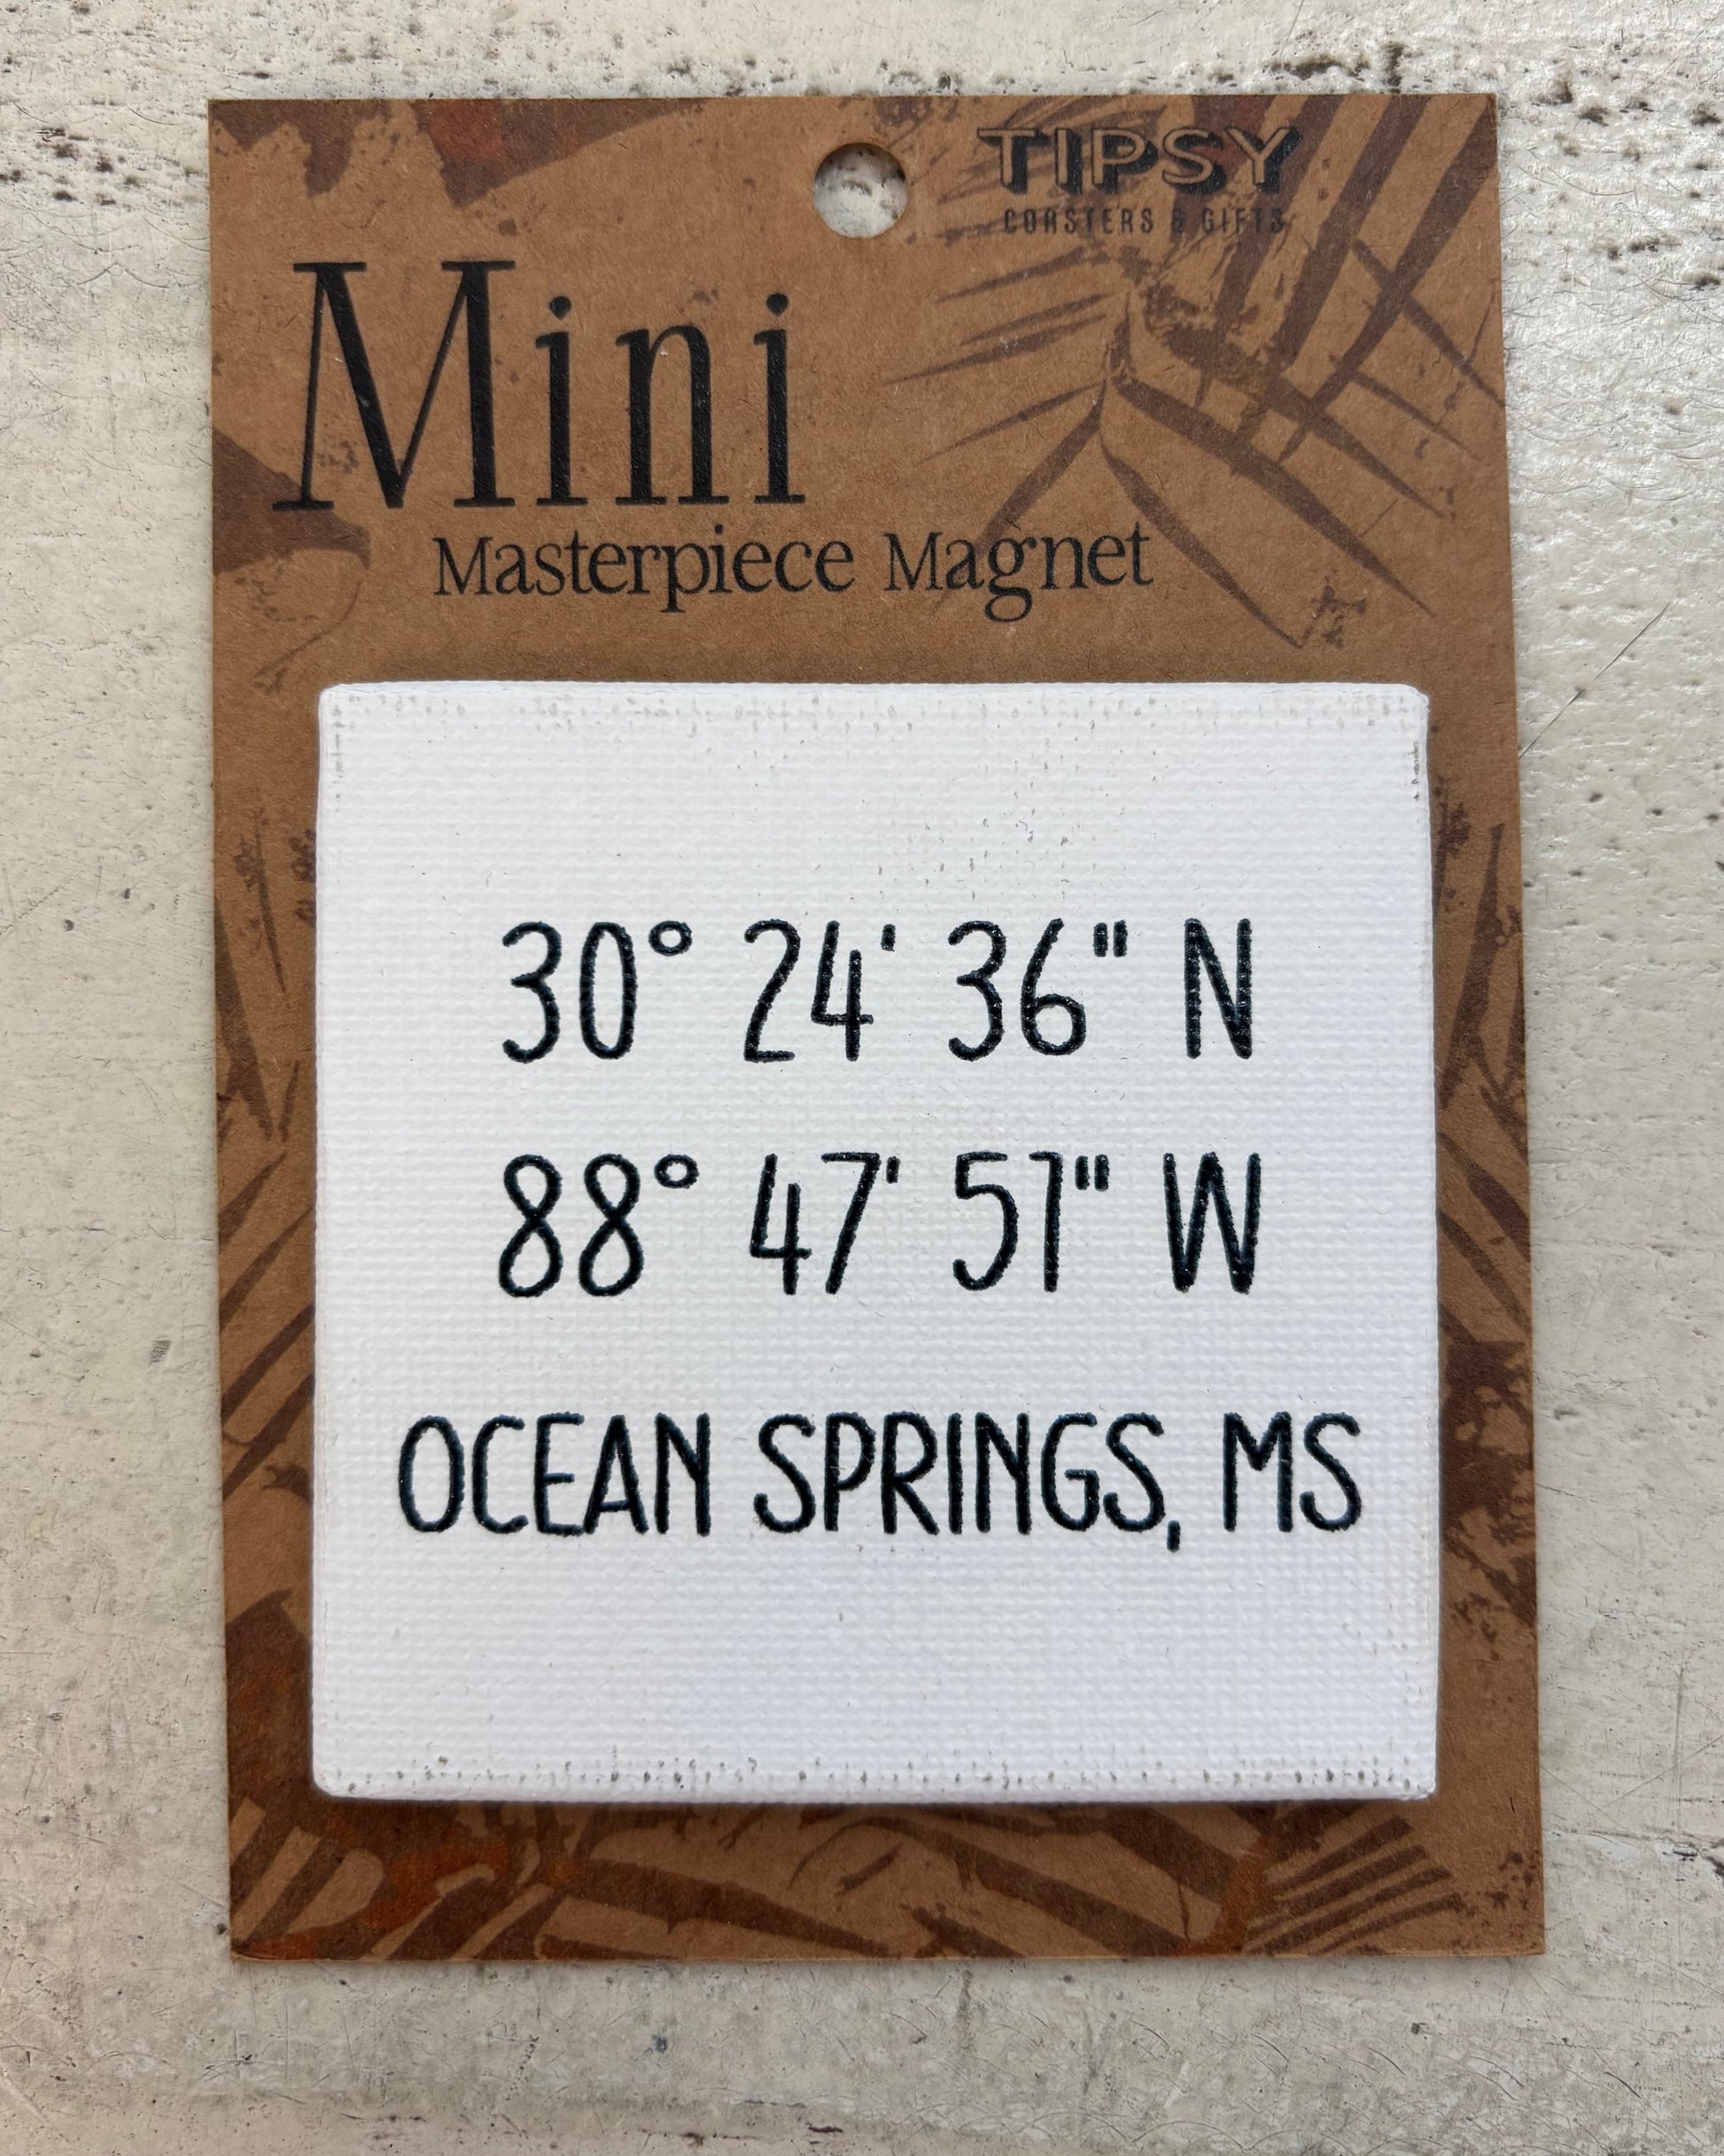 TIPSY
COASTERS & GIFTS
Mini
Masterpiece Magnet
30° 24' 36" N
88° 47' 51" W
OCEAN SPRINGS, MS